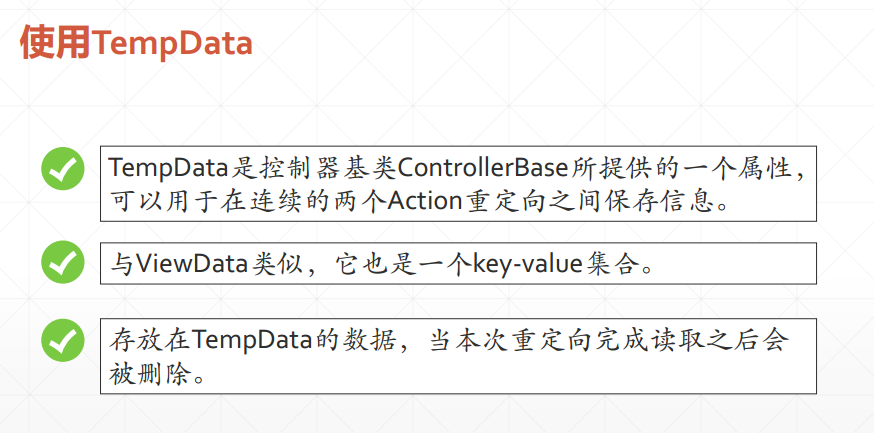 使用TempData
TempData是控制器基类ControllerBase所提供的一个属性，
可以用于在连续的两个Action重定向之间保存信息。
与ViewData类似，它也是一个key-value集合。
存放在TempData的数据，当本次重定向完成读取之后会
被删除。